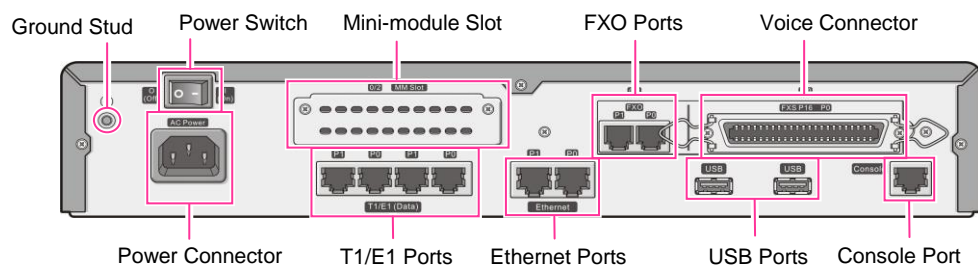 Ground Stud
Power Switch
Mini-module Slot
FXO Ports
Voice Connector
0/2 MM Slot
AC Power
FXO
P1 P0
FXS P16 P0
P1 P0 P1 P0
P1 P0
USB
USB
Console
T1/E1 (Data)
Ethernet
Power Connector
T1/E1 Ports
Ethernet Ports
USB Ports
Console Port